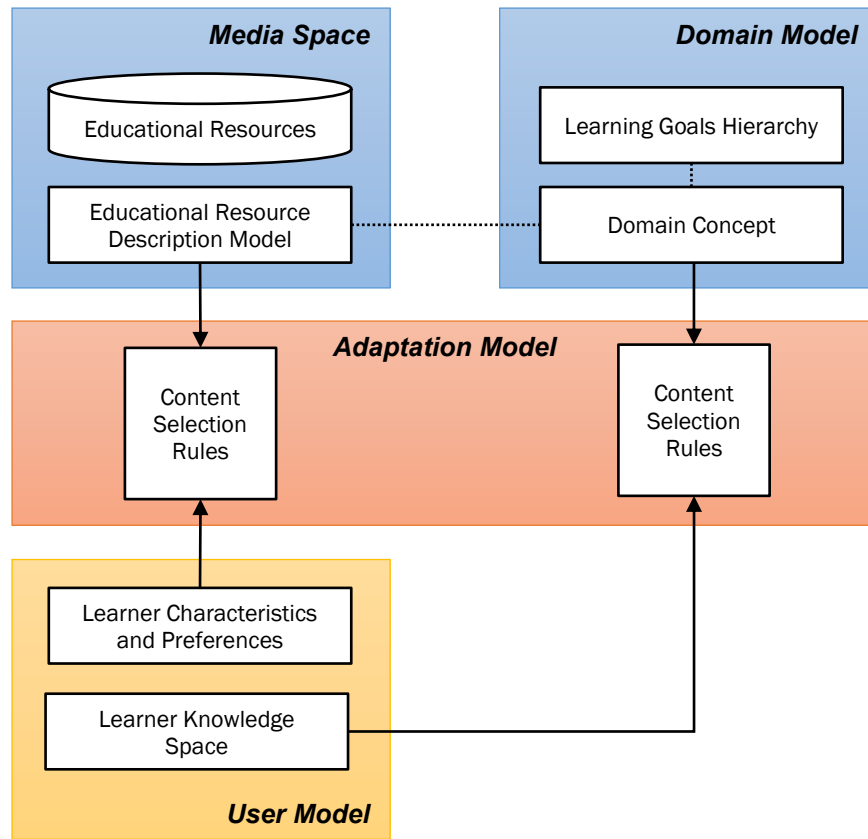 Media Space
Educational Resources
Educational Resource
Description Model
Domain Model
Learning Goals Hierarchy
Domain Concept
Adaptation Model
Content
Selection
Rules
Content
Selection
Rules
Learner Characteristics
and Preferences
Learner Knowledge
Space
User Model